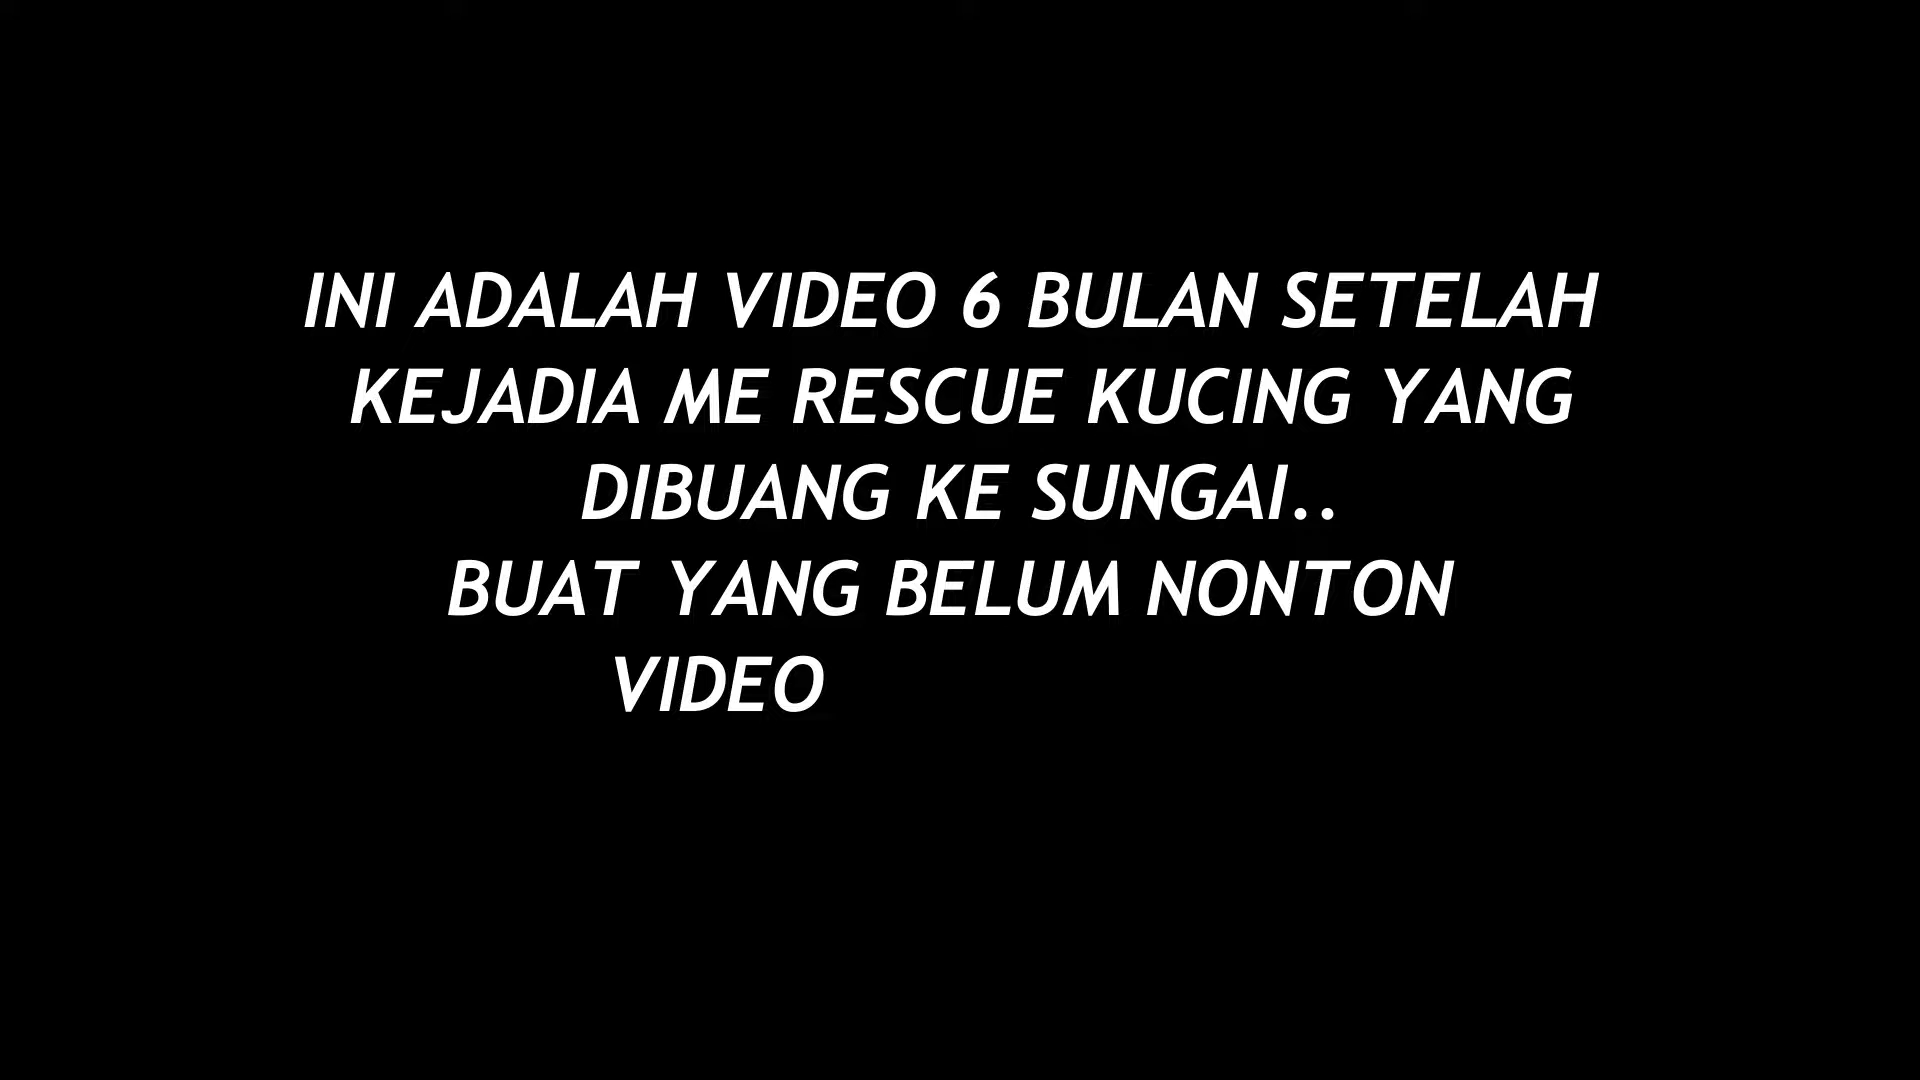 INI ADALAH VIDEO 6 BULAN SETELAH
KEJADIA ME RESCUE KUCING YANG
DIBUANG KE SUNGAI..
BUAT YANG BELUM NONTON
VIDEO